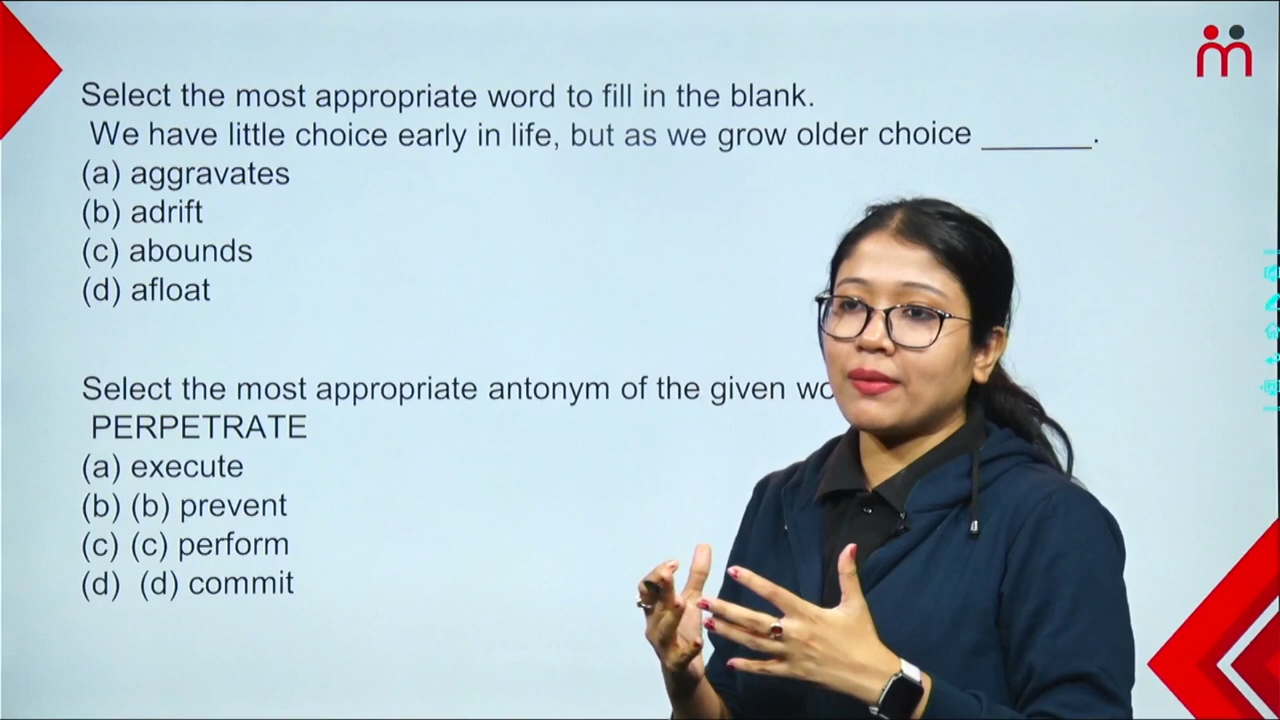 Select the most appropriate word to fill in the blank.
We have little choice early in life, but as we grow older choice _______.
(a) aggravates
(b) adrift
(c) abounds
(d) afloat
Select the most appropriate antonym of the given
PERPETRATE
(a) execute
(b) (b) prevent
(c) (c) perform
(d) (d) commit